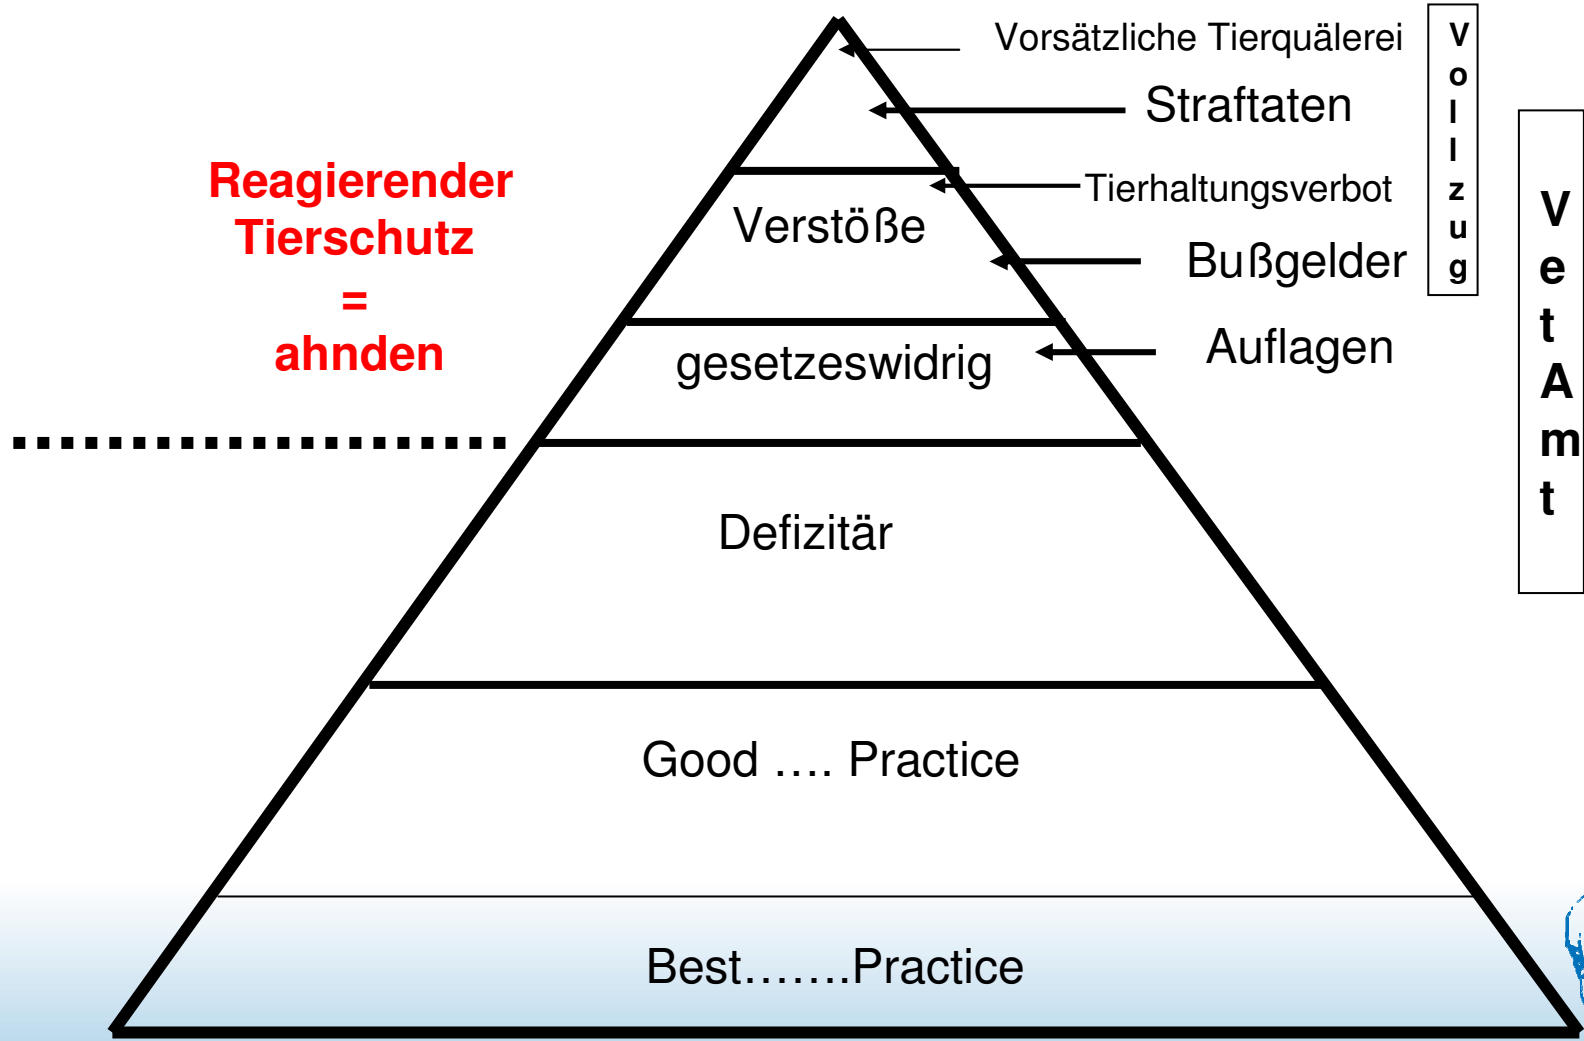 Vorsätzliche Tierquälerei
Straftaten
Vollzug
Reagierender
Tierschutz
=
ahnden
Tierhaltungsverbot
Verstöße
Bußgelder
VetAmt
gesetzeswidrig
Auflagen
Defizitär
Good …. Practice
Best…….Practice